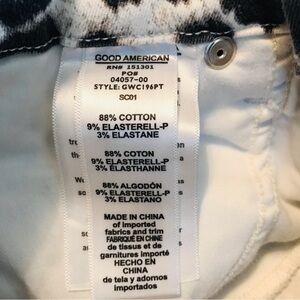 GOOD AMERICAN
RN# 151301
PO#
04057-00
STYLE: GWC196PT
SC01
88% COTTON
9% ELASTERELL-P
3% ELASTANE
88% COTON
9% ELASTERELL-P
3% ELASTHANNE
88% ALGODÓN
9% ELASTERELL-P
3% ELASTANO
MADE IN CHINA
of imported
fabrics and trim
FABRIQUÉ EN CHINE
de tissus et de
garnitures importé
HECHO EN
CHINA
de tela y adornos
importados